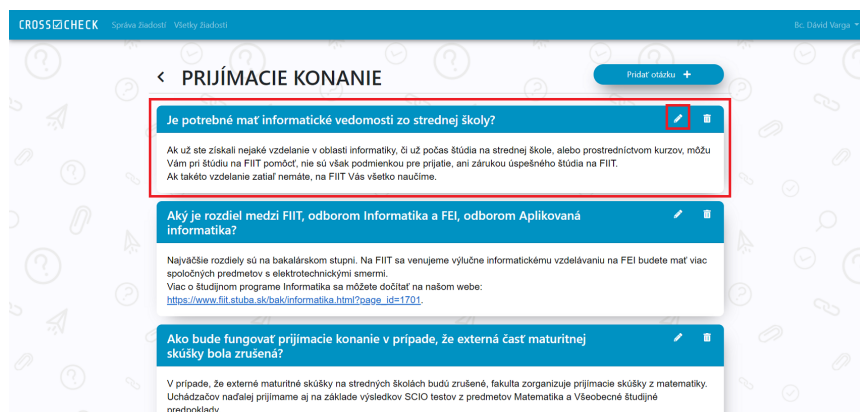 CROSS☑CHECK Správa žiadostí Všetky žiadosti Bc. Dávid Varga
PRIJÍMACIE KONANIE
Pridať otázku +
Je potrebné mať informatické vedomosti zo strednej školy?
Ak už ste získali nejaké vzdelanie v oblasti informatiky, či už počas štúdia na strednej škole, alebo prostredníctvom kurzov, môžu
Vám pri štúdiu na FIIT pomôcť, nie sú však podmienkou pre prijatie, ani zárukou úspešného štúdia na FIIT.
Ak takéto vzdelanie zatiaľ nemáte, na FIIT Vás všetko naučíme.
Aký je rozdiel medzi FIIT, odborom Informatika a FEI, odborom Aplikovaná
informatika?
Najväčšie rozdiely sú na bakalárskom stupni. Na FIIT sa venujeme výlučne informatickému vzdelávaniu na FEI budete mať viac
spoločných predmetov s elektrotechnickými smermi.
Viac o študijnom programe Informatika sa môžete dočítať na našom webe:
https://www.fiit.stuba.sk/bak/informatika.html?page_id=1701.
Ako bude fungovať prijímacie konanie v prípade, že externá časť maturitnej
skúšky bola zrušená?
V prípade, že externé maturitné skúšky na stredných školách budú zrušené, fakulta zorganizuje prijímacie skúšky z matematiky.
Uchádzačov naďalej prijímame aj na základe výsledkov SCIO testov z predmetov Matematika a Všeobecné študijné
predpoklady.